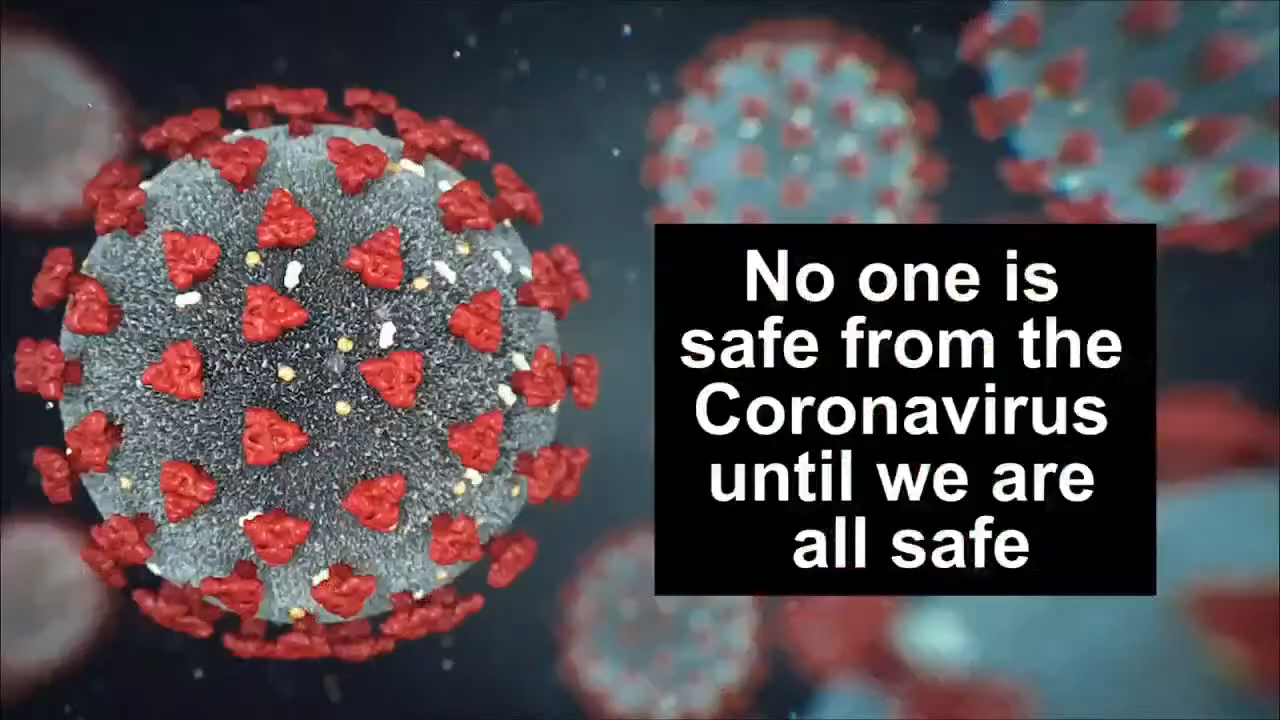 No one is
safe from the
Coronavirus
until we are
all safe